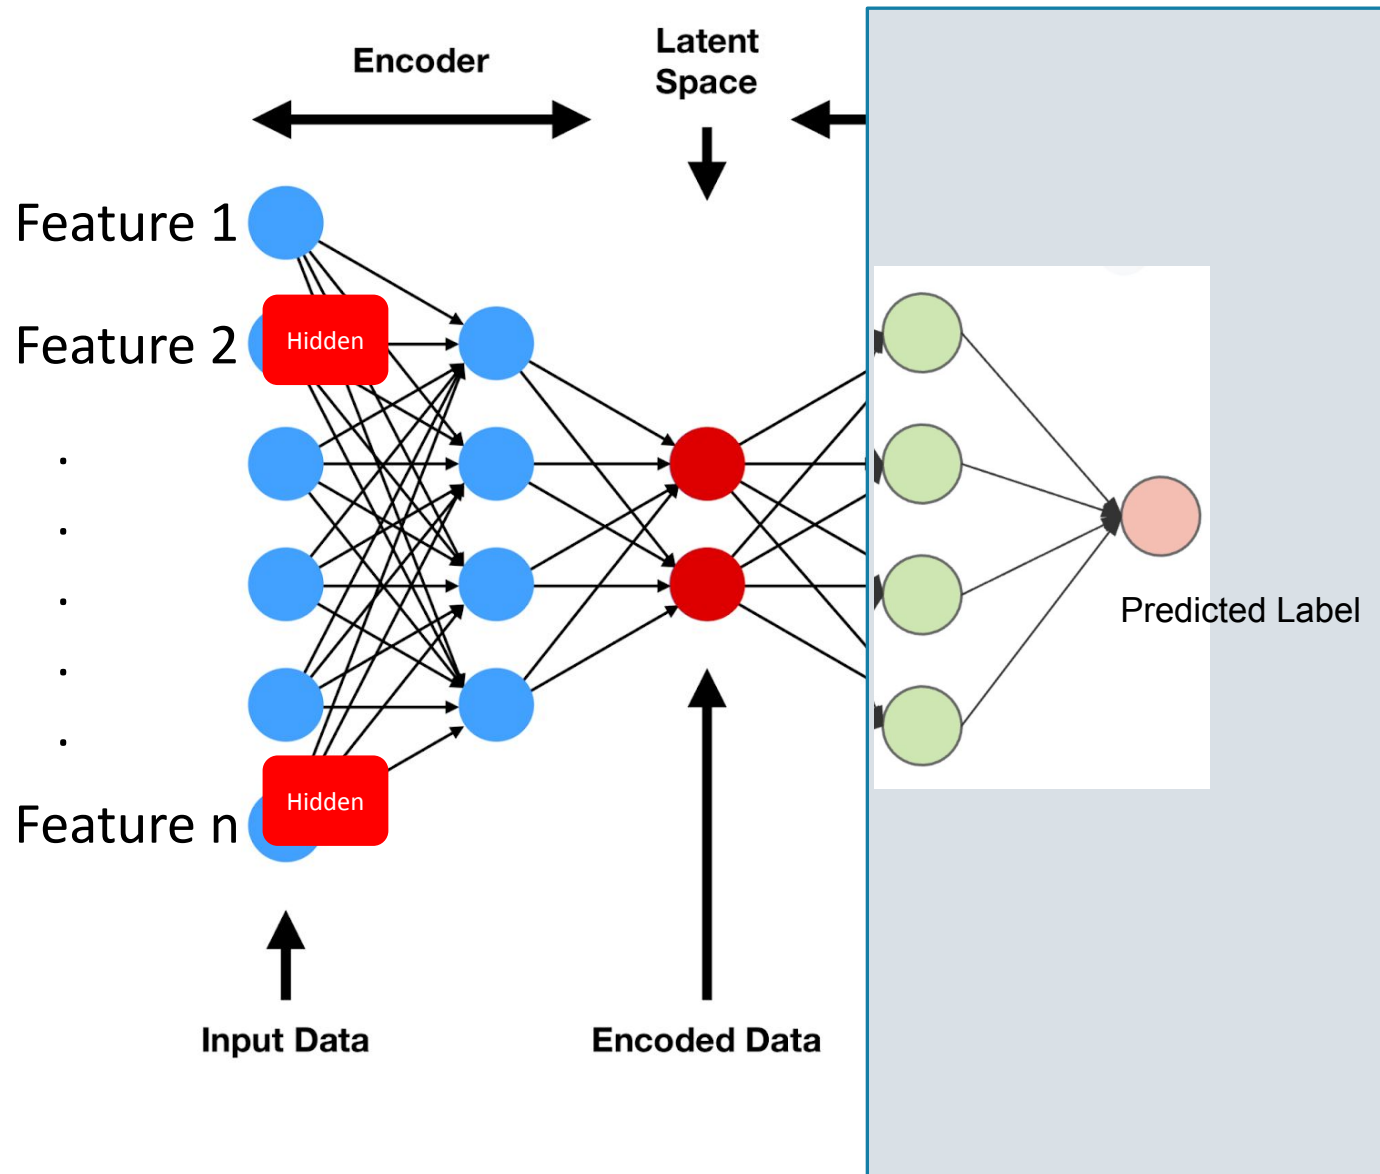 Encoder
Latent
Space
Feature 1
Feature 2
Hidden
.
.
.
.
.
Feature n
Hidden
Predicted Label
Input Data
Encoded Data